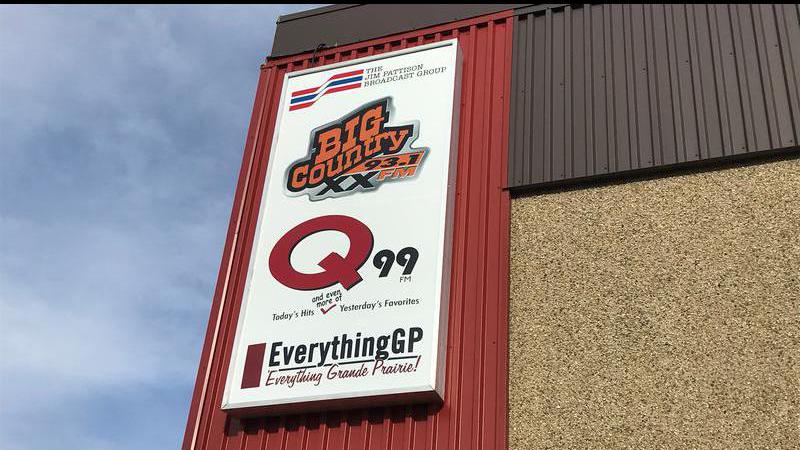 THE
JIM PATTISON
BROADCAST GROUP
BIG
Country
93.1
XX FM
Q99
FM
and even
more of
Today's Hits Yesterday's Favorites
EverythingGP
Everything Grande Prairie!